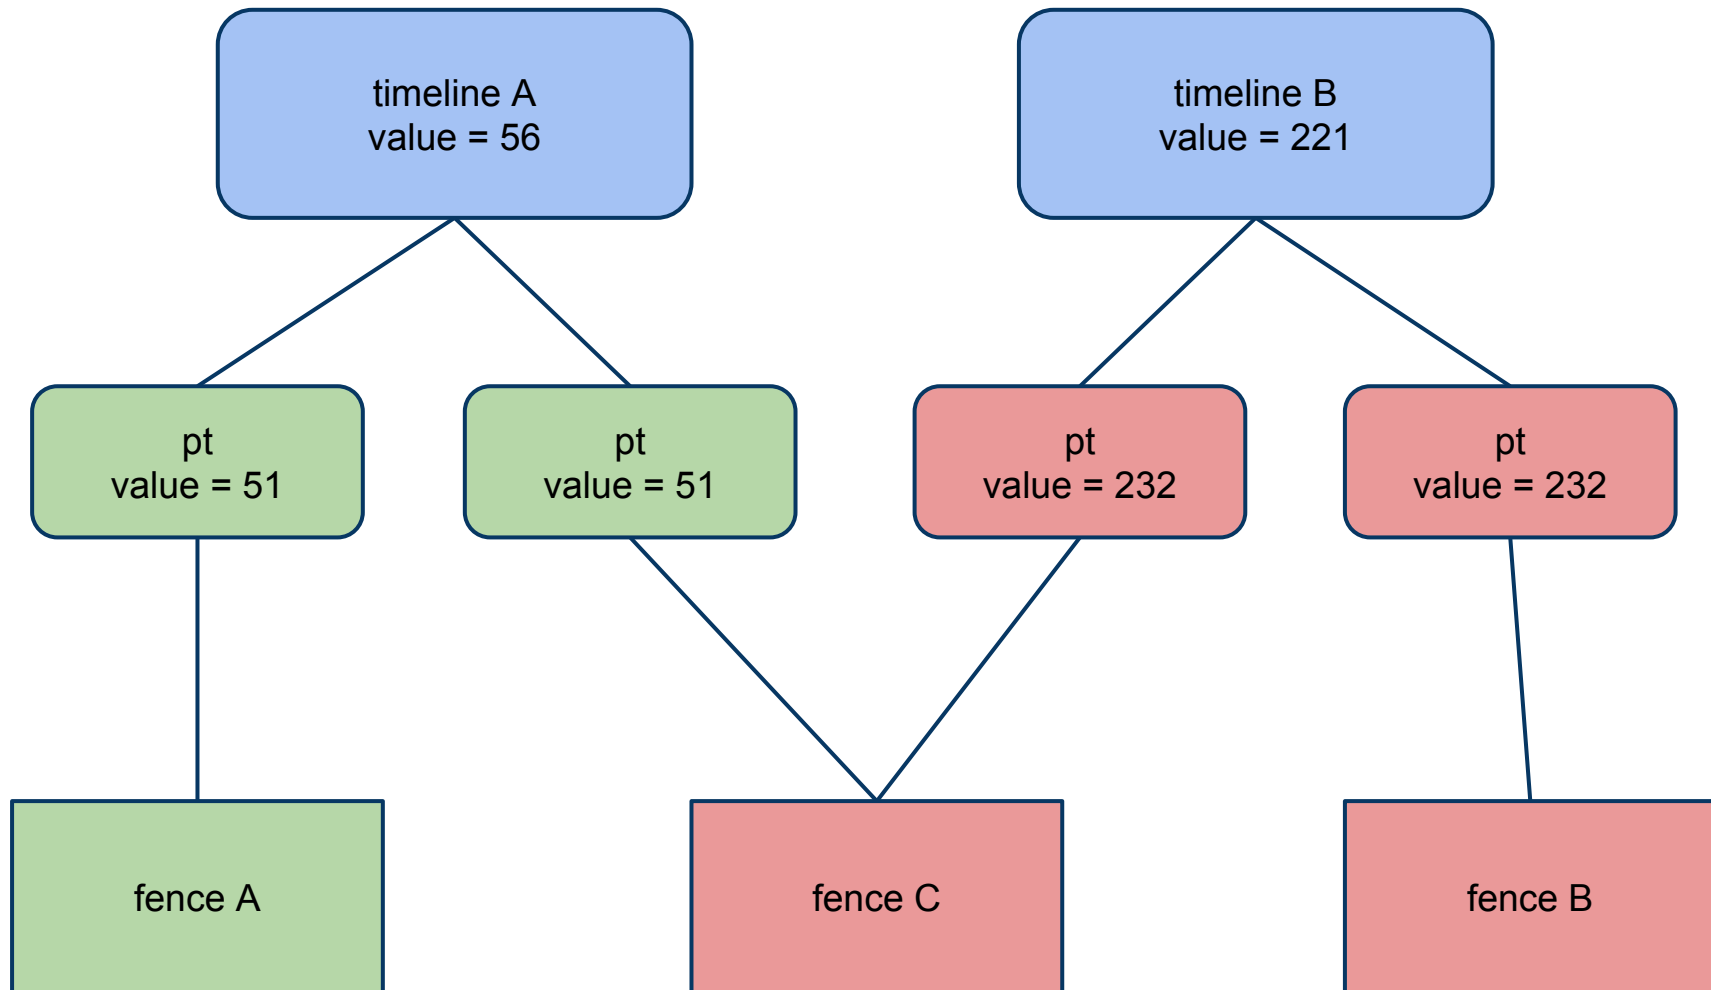 timeline A
value = 56
timeline B
value = 221
pt
value = 51
pt
value = 51
pt
value = 232
pt
value = 232
fence A
fence C
fence B